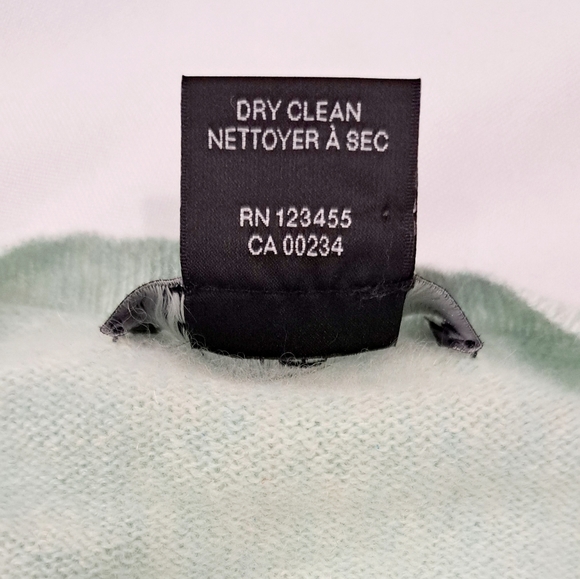 DRY CLEAN
NETTOYER À SEC
RN 123455
CA 00234